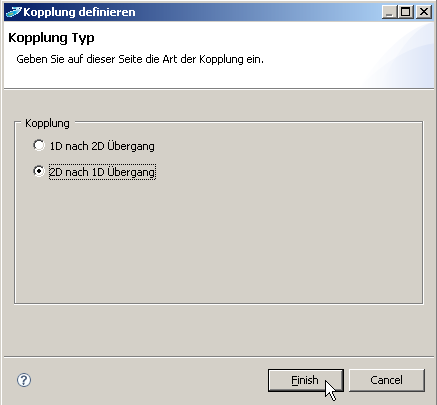 Kopplung definieren
Kopplung Typ
Geben Sie auf dieser Seite die Art der Kopplung ein.
Kopplung
1D nach 2D Übergang
2D nach 1D Übergang
?
Finish
Cancel